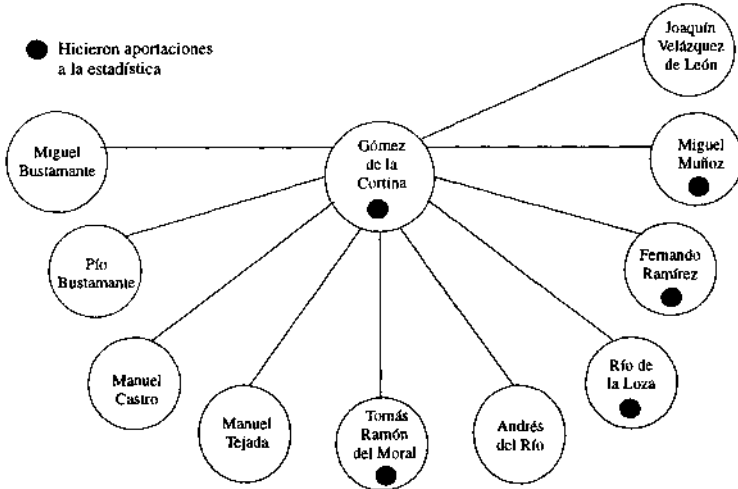 Hicieron aportaciones
a la estadística
Joaquín
Velázquez
de León
Miguel
Bustamante
Gómez
de la
Cortina
Miguel
Muñoz
Pío
Bustamante
Fernando
Ramírez
Manuel
Castro
Río de
la Loza
Manuel
Tejada
Tomás
Ramón
del Moral
Andrés
del Río